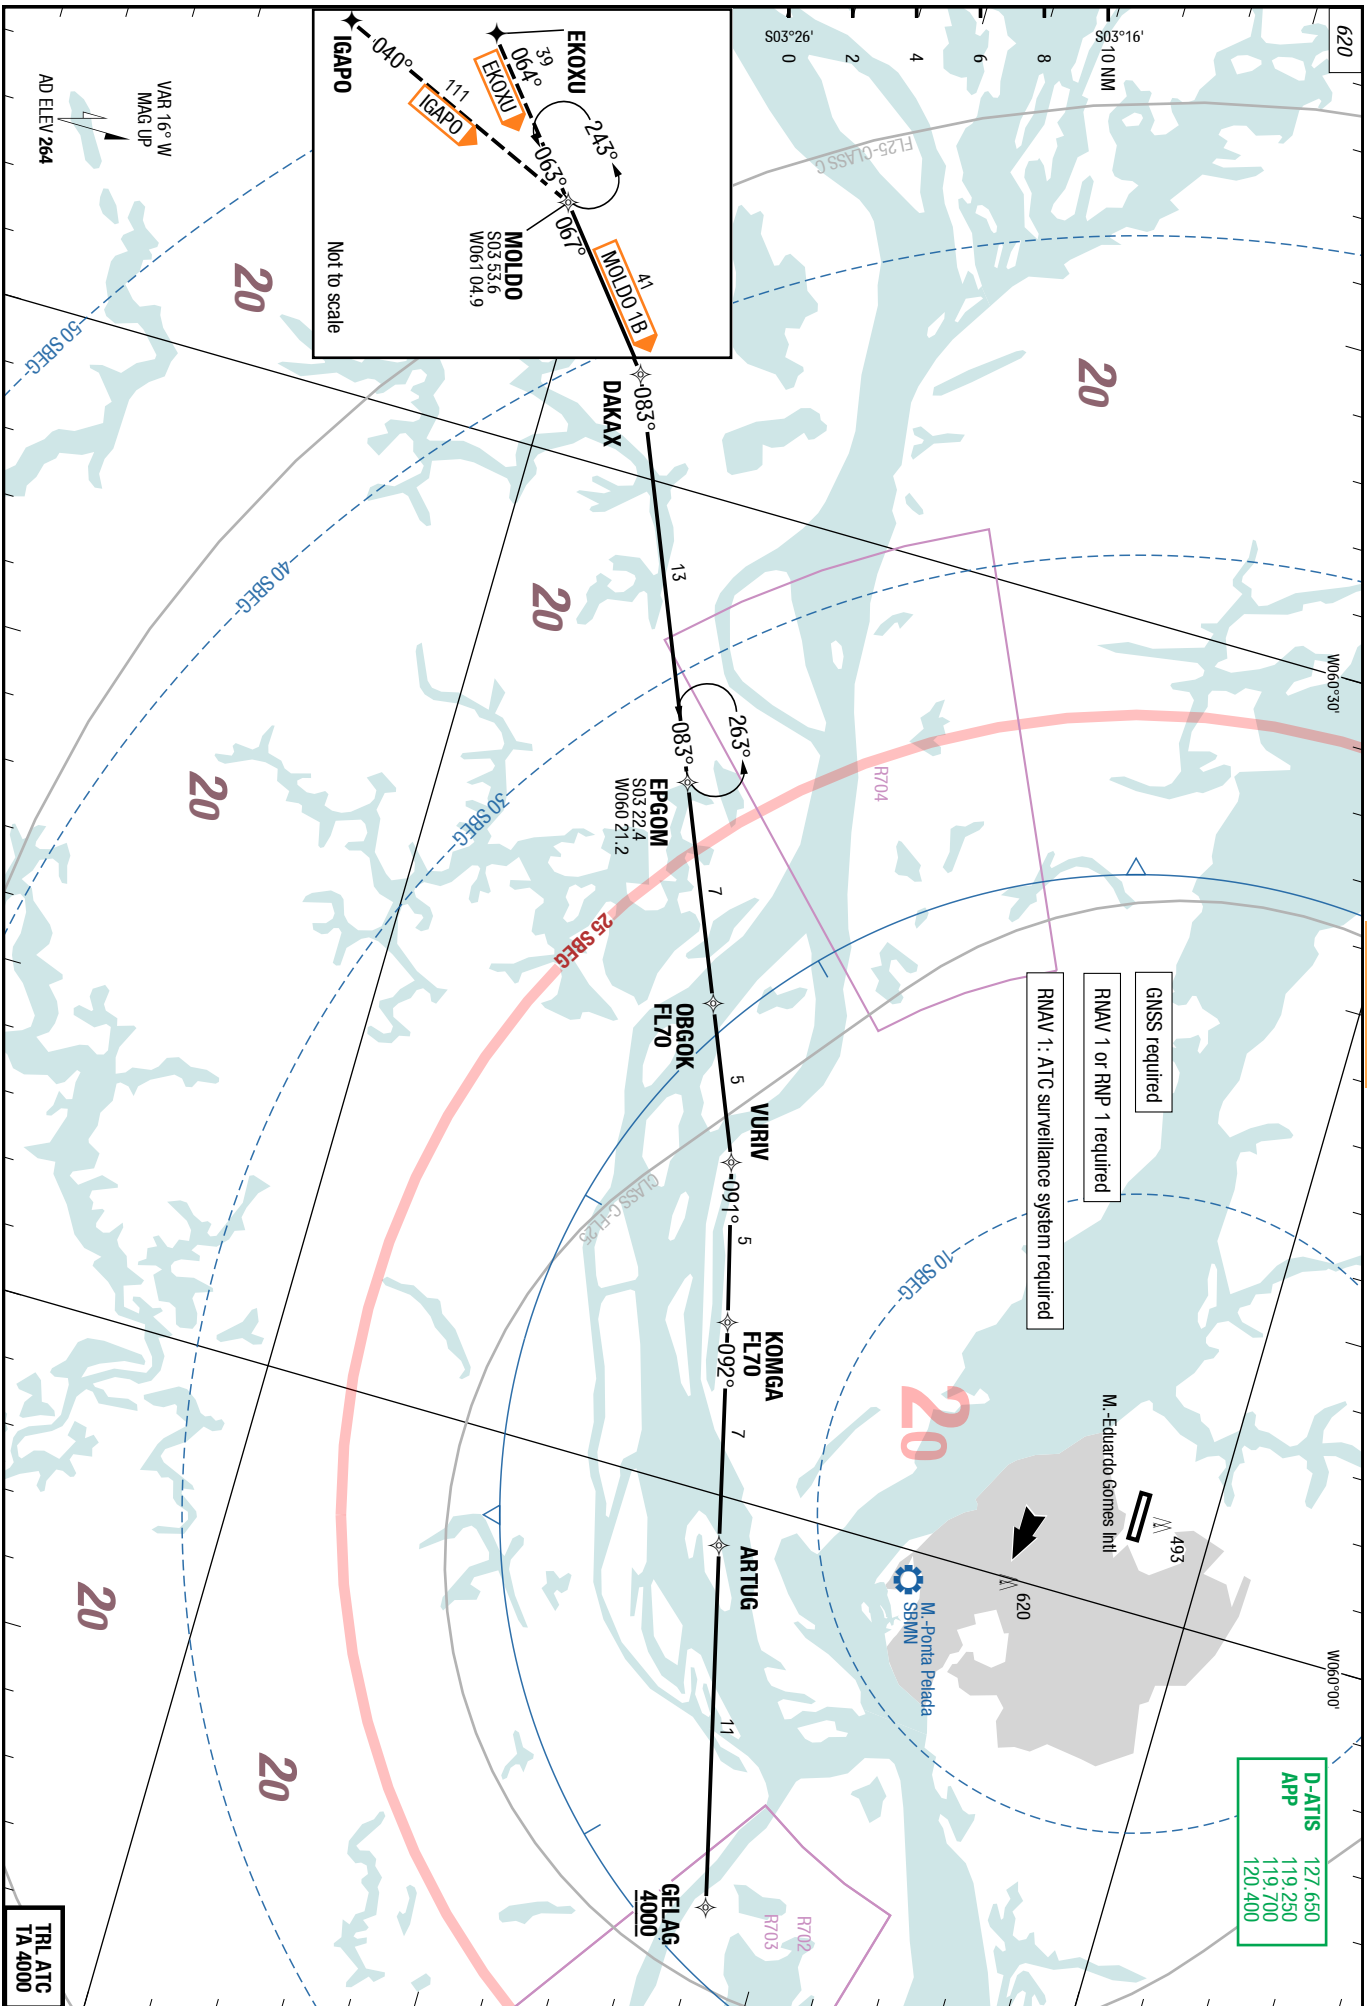 620
S03°26'
0
2
4
6
8
10 NM
S03°16'
FL25-CLASS C
VAR 16° W
MAG UP
AD ELEV 264
IGAPO
040°
111
IGAPO
EKOXU
39
064°
EKOXU
243°
063°
067°
MOLDO
S03 53.6
W061 04.9
41
MOLDO 1B
Not to scale
DAKAX
083°
13
20
20
20
20
20
20
20
50 SBEG
40 SBEG
30 SBEG
25 SBEG
10 SBEG
W060°30'
R704
263°
083°
EPGOM
S03 22.4
W060 21.2
7
OBGOK
FL70
5
VURIV
091°
5
CLASS C-FL25
KOMGA
FL70
092°
7
ARTUG
11
GELAG
4000
R702
R703
GNSS required
RNAV 1 or RNP 1 required
RNAV 1: ATC surveillance system required
M.-Eduardo Gomes Intl
493
620
M.-Ponta Pelada
SBMN
W060°00'
D-ATIS 127.650
APP 119.250
119.700
120.400
TRL ATC
TA 4000